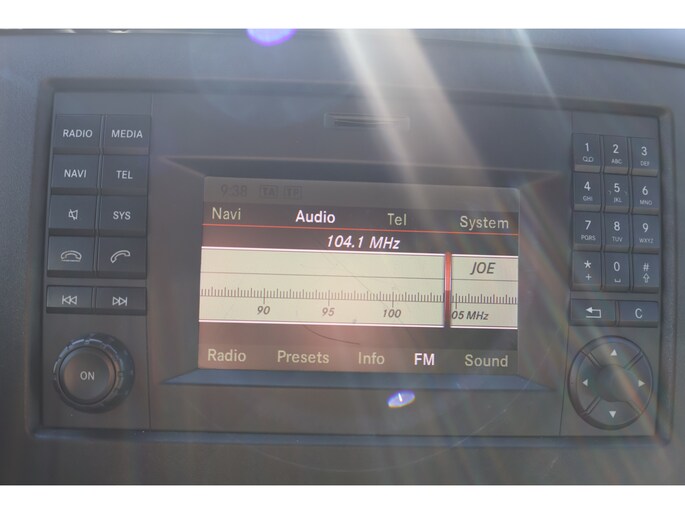 RADIO MEDIA
NAVI TEL
SYS
ON
Navi Audio Tel System
104.1 MHz
JOE
90 95 100 05 MHz
Radio Presets Info FM Sound
1 2 ABC 3 DEF
4 GHI 5 JKL 6 MNO
7 PQRS 8 TUV 9 WXYZ
* + 0 #
C